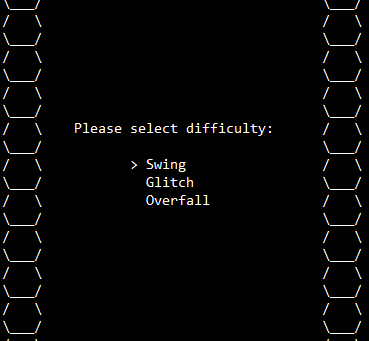 Please select difficulty:
> Swing
Glitch
Overfall